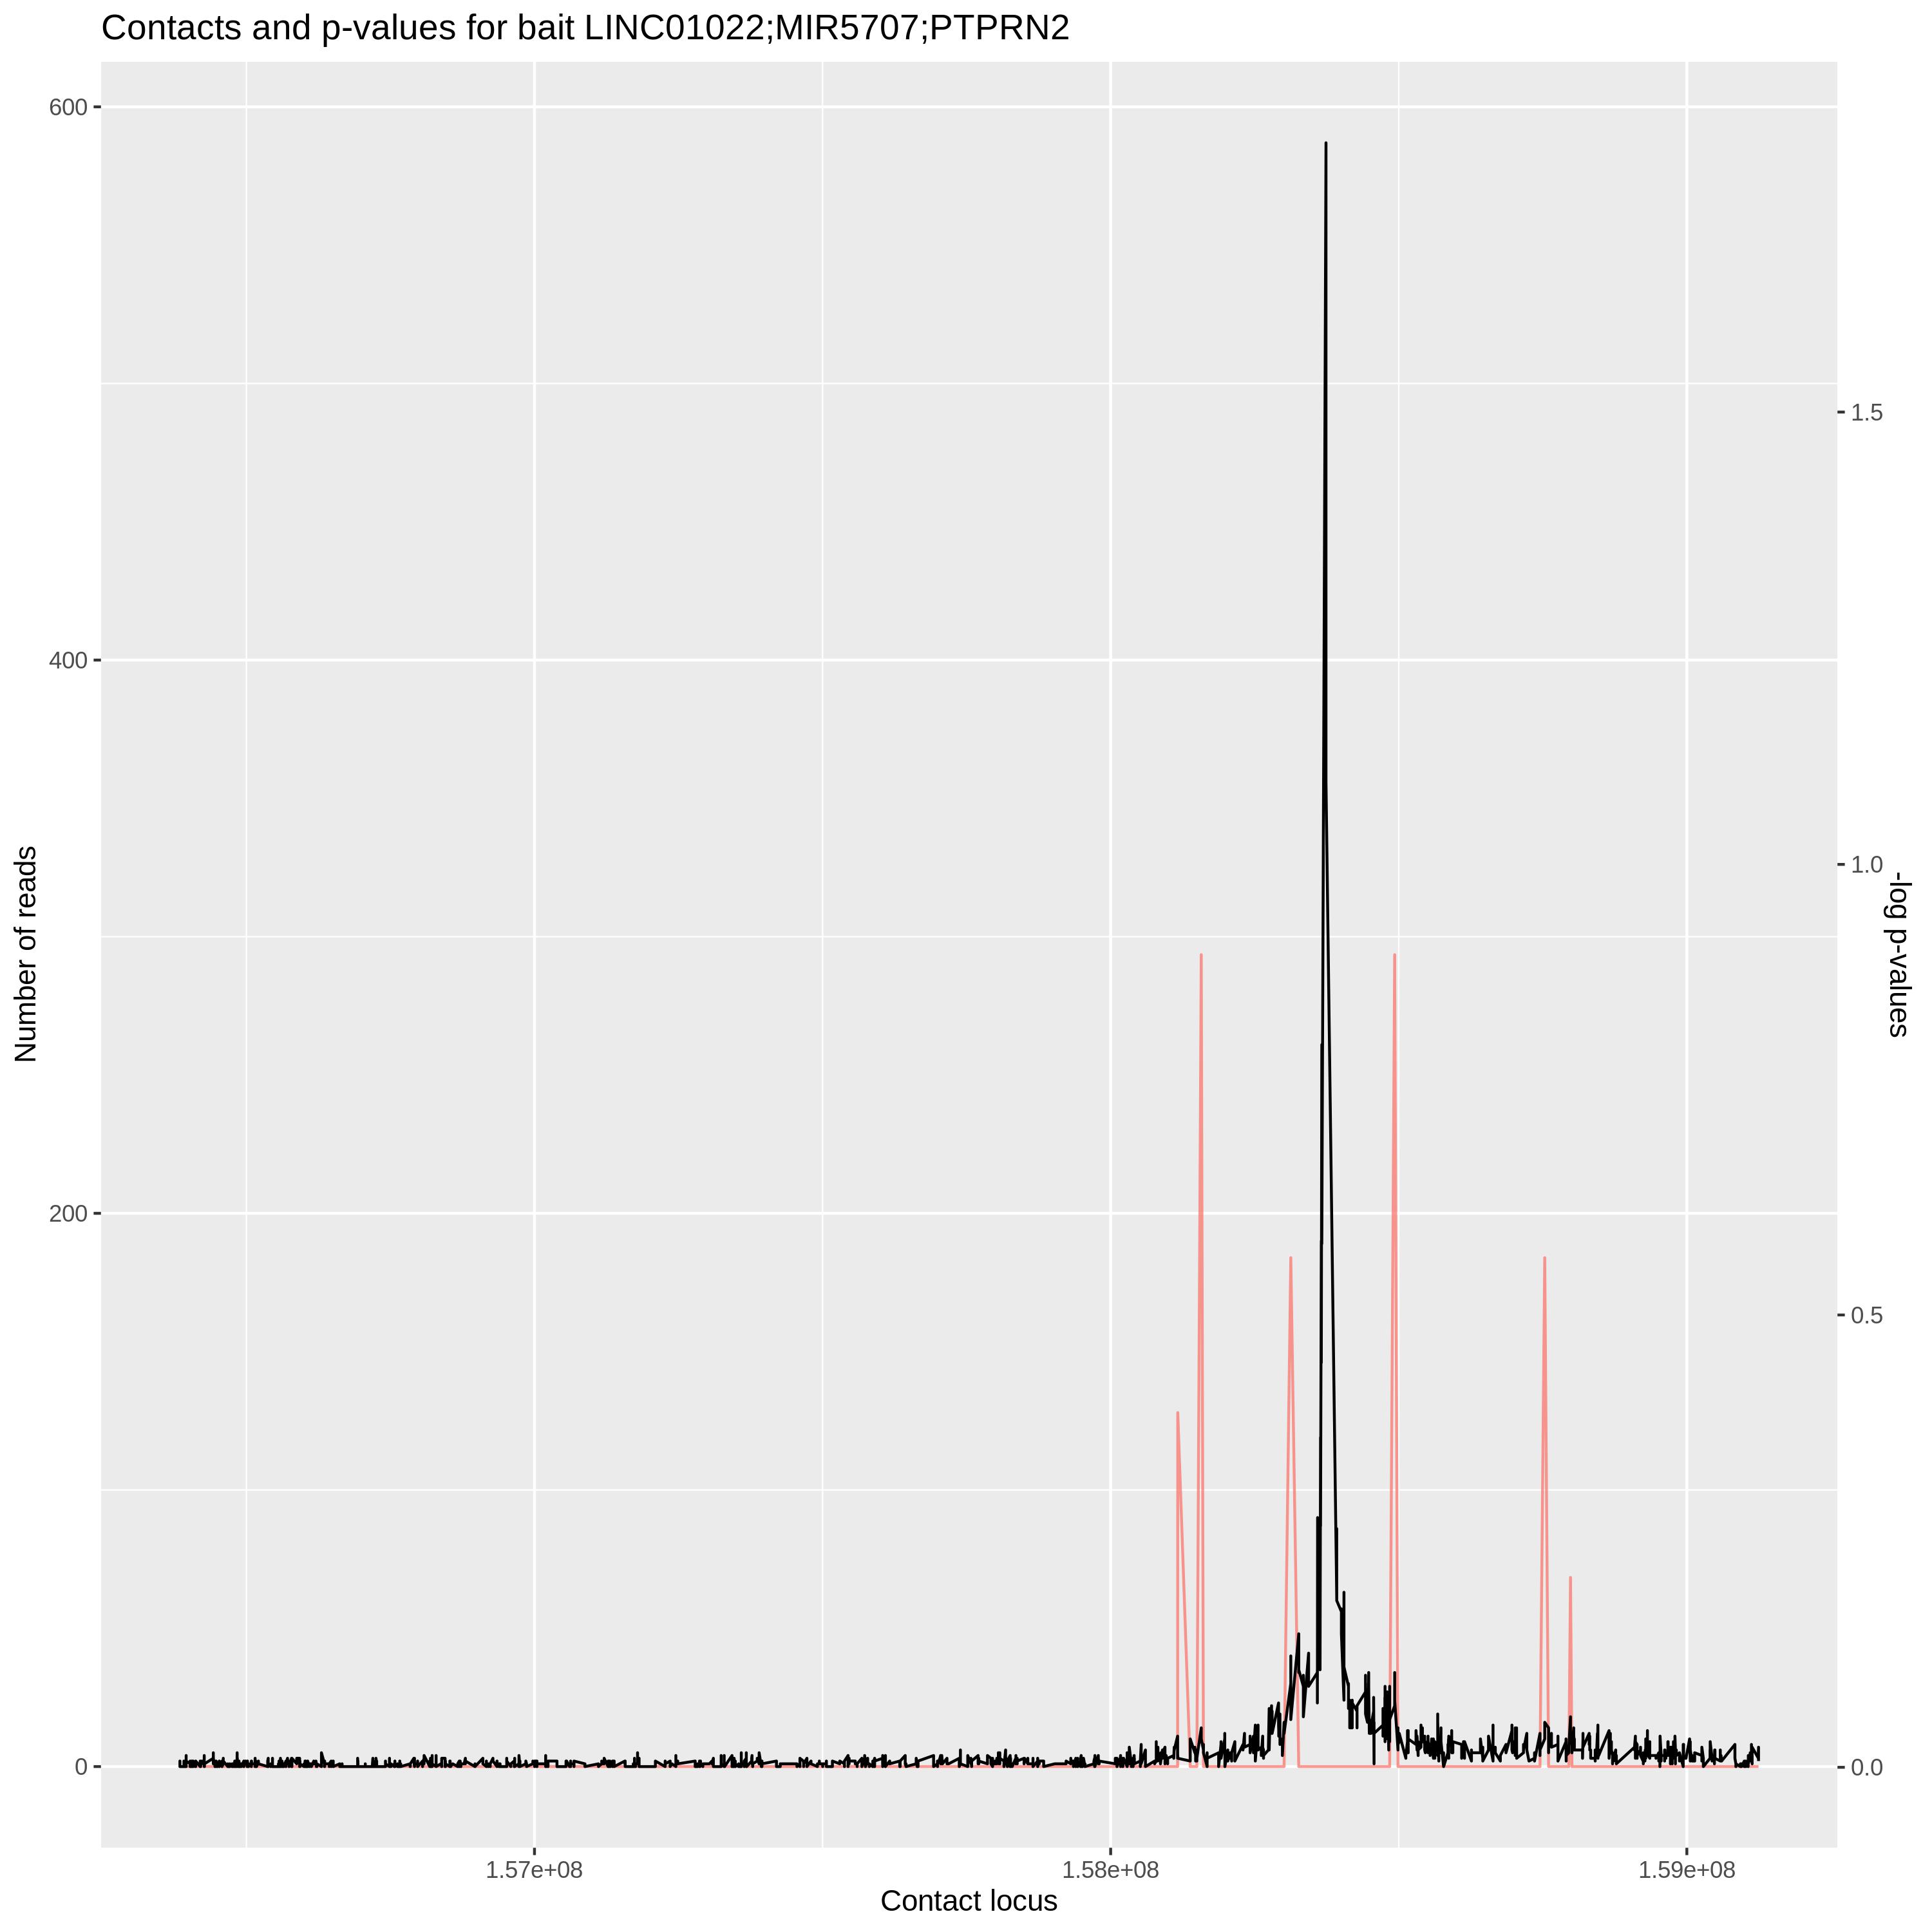 Contacts and p-values for bait LINC01022;MIR5707;PTPRN2
600
400
200
0
Number of reads
1.5
1.0
0.5
0.0
-log p-values
1.57e+08
1.58e+08
1.59e+08
Contact locus